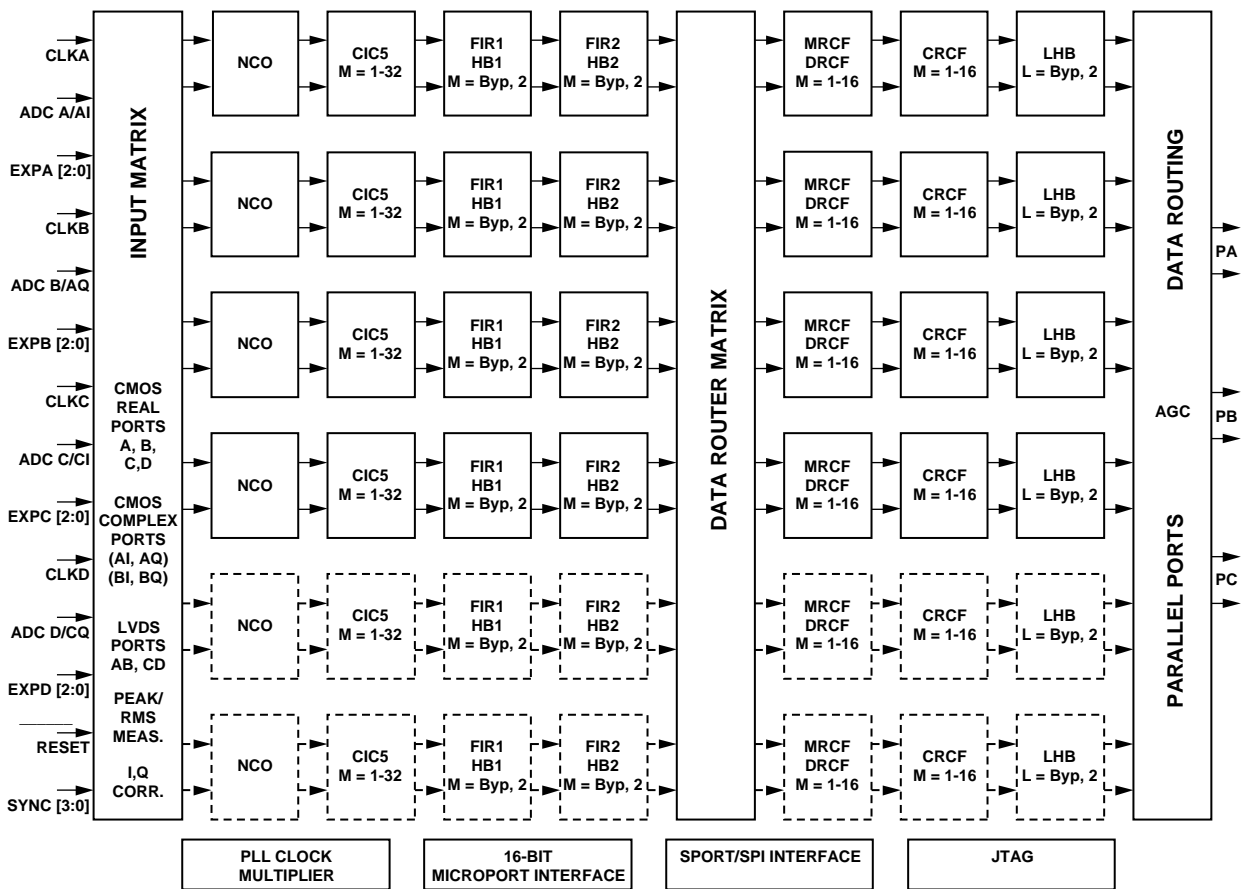 CLKA
ADC A/AI
EXPA [2:0]
CLKB
ADC B/AQ
EXPB [2:0]
CLKC
ADC C/CI
EXPC [2:0]
CLKD
ADC D/CQ
EXPD [2:0]
RESET
SYNC [3:0]
INPUT MATRIX
CMOS
REAL
PORTS
A, B,
C,D
CMOS
COMPLEX
PORTS
(AI, AQ)
(BI, BQ)
LVDS
PORTS
AB, CD
PEAK/
RMS
MEAS.
I,Q
CORR.
NCO
CIC5
M = 1-32
FIR1
HB1
M = Byp, 2
FIR2
HB2
M = Byp, 2
NCO
CIC5
M = 1-32
FIR1
HB1
M = Byp, 2
FIR2
HB2
M = Byp, 2
NCO
CIC5
M = 1-32
FIR1
HB1
M = Byp, 2
FIR2
HB2
M = Byp, 2
NCO
CIC5
M = 1-32
FIR1
HB1
M = Byp, 2
FIR2
HB2
M = Byp, 2
NCO
CIC5
M = 1-32
FIR1
HB1
M = Byp, 2
FIR2
HB2
M = Byp, 2
NCO
CIC5
M = 1-32
FIR1
HB1
M = Byp, 2
FIR2
HB2
M = Byp, 2
DATA ROUTER MATRIX
MRCF
DRCF
M = 1-16
CRCF
M = 1-16
LHB
L = Byp, 2
MRCF
DRCF
M = 1-16
CRCF
M = 1-16
LHB
L = Byp, 2
MRCF
DRCF
M = 1-16
CRCF
M = 1-16
LHB
L = Byp, 2
MRCF
DRCF
M = 1-16
CRCF
M = 1-16
LHB
L = Byp, 2
MRCF
DRCF
M = 1-16
CRCF
M = 1-16
LHB
L = Byp, 2
MRCF
DRCF
M = 1-16
CRCF
M = 1-16
LHB
L = Byp, 2
DATA ROUTING
AGC
PARALLEL PORTS
PA
PB
PC
PLL CLOCK
MULTIPLIER
16-BIT
MICROPORT INTERFACE
SPORT/SPI INTERFACE
JTAG